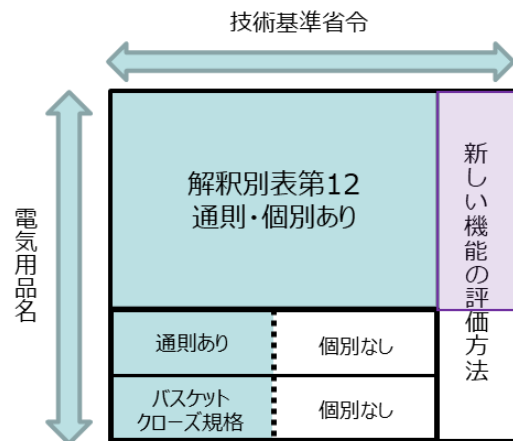 技術基準省令
電気用品名
解釈別表第12
通則・個別あり
新しい機能の評価方法
通則あり
個別なし
バスケット
クローズ規格
個別なし